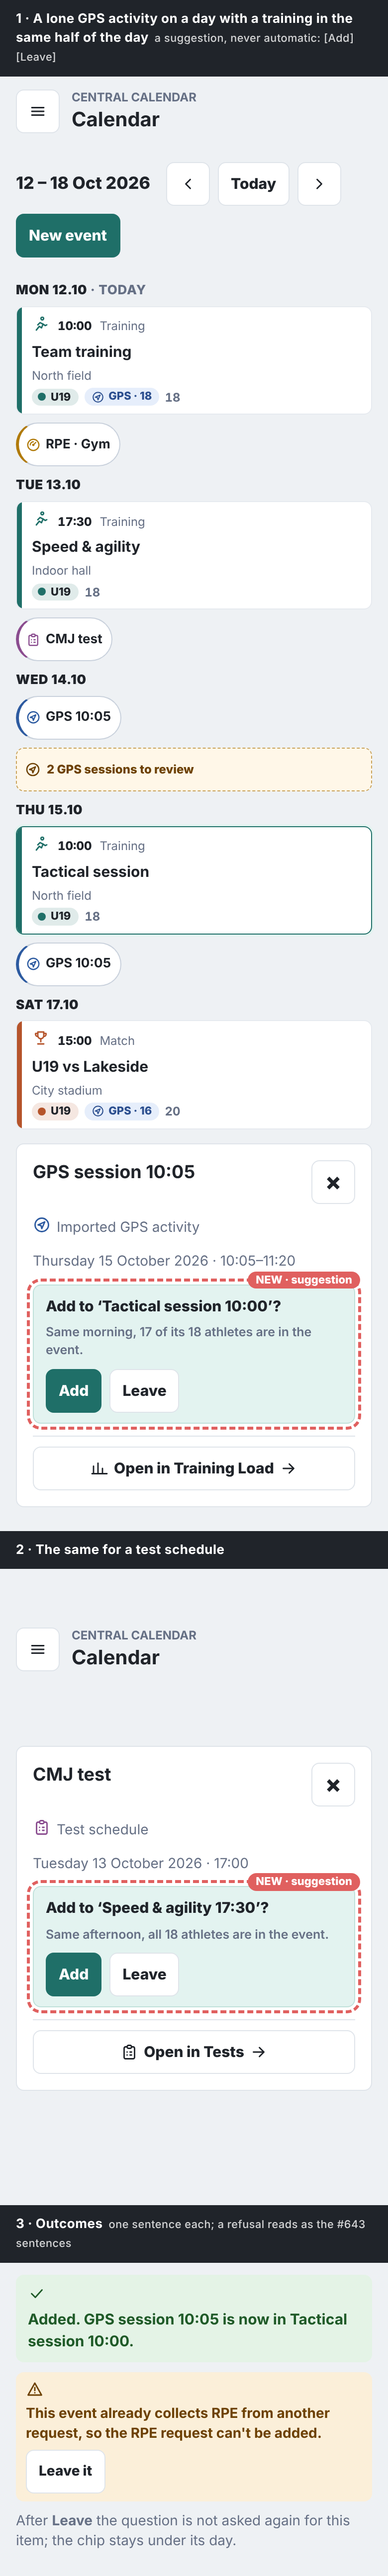 1 · A lone GPS activity on a day with a training in the
same half of the day a suggestion, never automatic: [Add]
[Leave]
CENTRAL CALENDAR
Calendar
12 – 18 Oct 2026
Today
New event
MON 12.10 · TODAY
10:00 Training
Team training
North field
U19 GPS · 18 18
RPE · Gym
TUE 13.10
17:30 Training
Speed & agility
Indoor hall
U19 18
CMJ test
WED 14.10
GPS 10:05
2 GPS sessions to review
THU 15.10
10:00 Training
Tactical session
North field
U19 18
GPS 10:05
SAT 17.10
15:00 Match
U19 vs Lakeside
City stadium
U19 GPS · 16 20
GPS session 10:05
Imported GPS activity
Thursday 15 October 2026 · 10:05–11:20
NEW · suggestion
Add to ‘Tactical session 10:00’?
Same morning, 17 of its 18 athletes are in the
event.
Add Leave
Open in Training Load →
2 · The same for a test schedule
CENTRAL CALENDAR
Calendar
CMJ test
Test schedule
Tuesday 13 October 2026 · 17:00
NEW · suggestion
Add to ‘Speed & agility 17:30’?
Same afternoon, all 18 athletes are in the event.
Add Leave
Open in Tests →
3 · Outcomes one sentence each; a refusal reads as the #643
sentences
Added. GPS session 10:05 is now in Tactical
session 10:00.
This event already collects RPE from another
request, so the RPE request can't be added.
Leave it
After Leave the question is not asked again for this
item; the chip stays under its day.